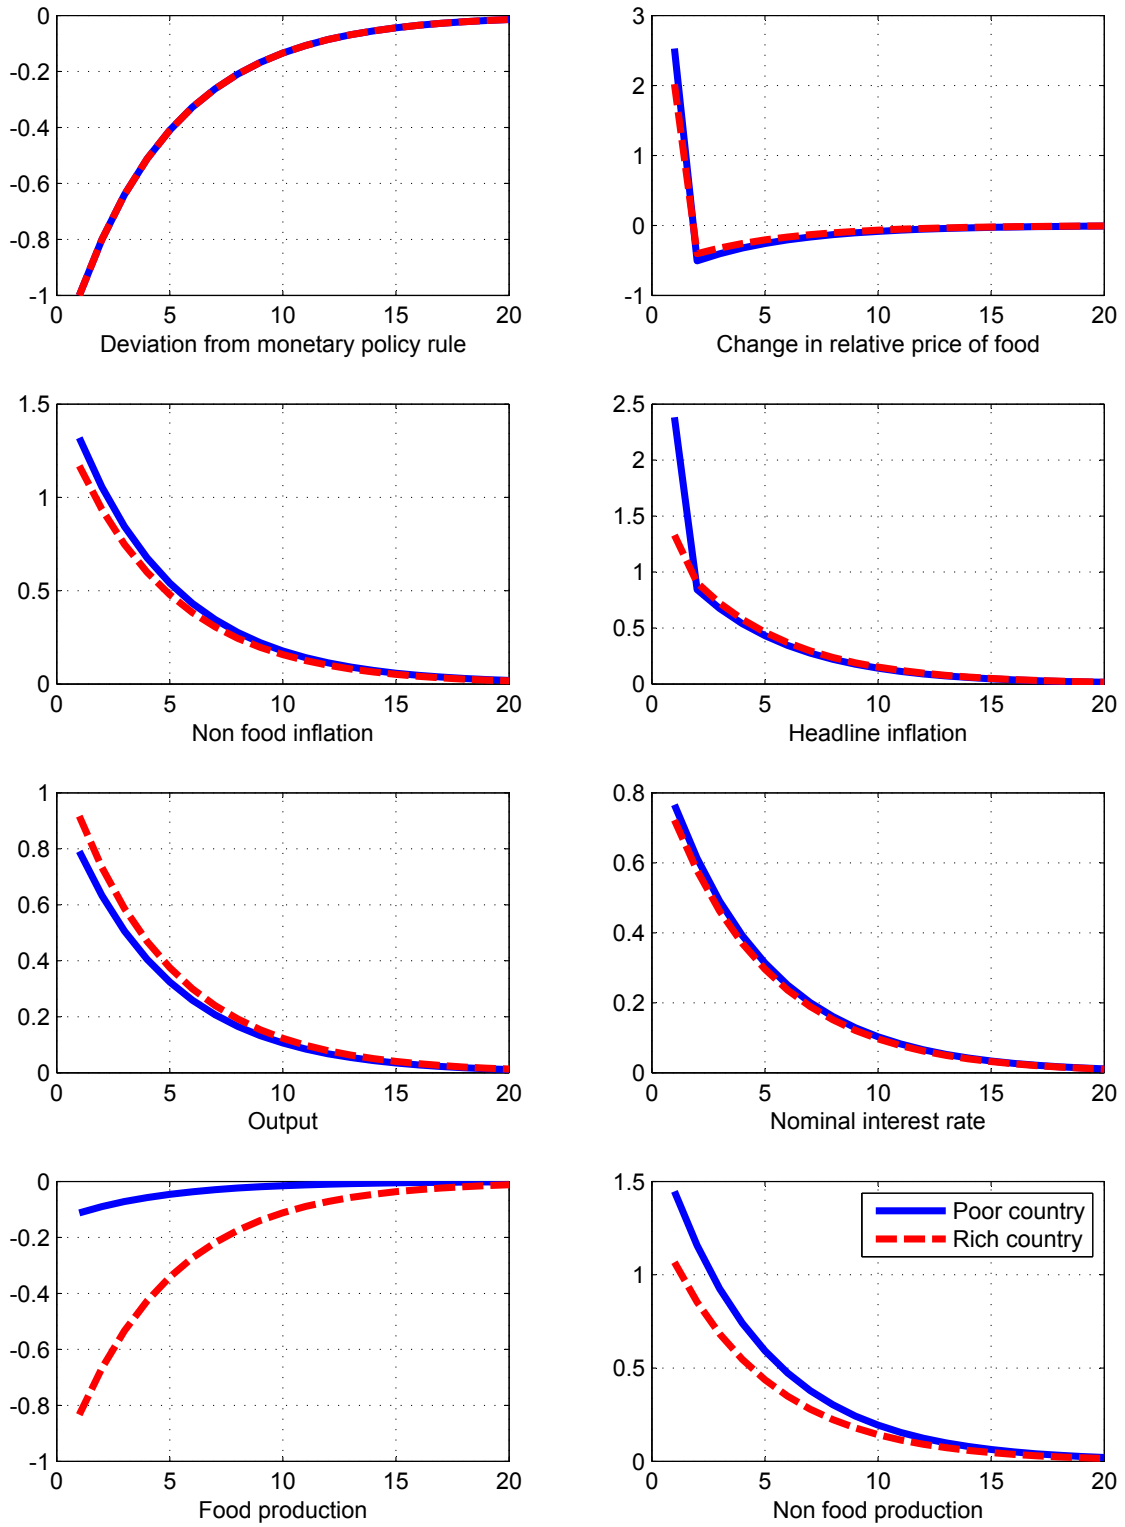 0
-0.2
-0.4
-0.6
-0.8
-1
0 5 10 15 20
Deviation from monetary policy rule
3
2
1
0
-1
0 5 10 15 20
Change in relative price of food
1.5
1
0.5
0
0 5 10 15 20
Non food inflation
2.5
2
1.5
1
0.5
0
0 5 10 15 20
Headline inflation
1
0.8
0.6
0.4
0.2
0
0 5 10 15 20
Output
0.8
0.6
0.4
0.2
0
0 5 10 15 20
Nominal interest rate
0
-0.2
-0.4
-0.6
-0.8
-1
0 5 10 15 20
Food production
1.5
1
0.5
0
0 5 10 15 20
Non food production
Poor country
Rich country